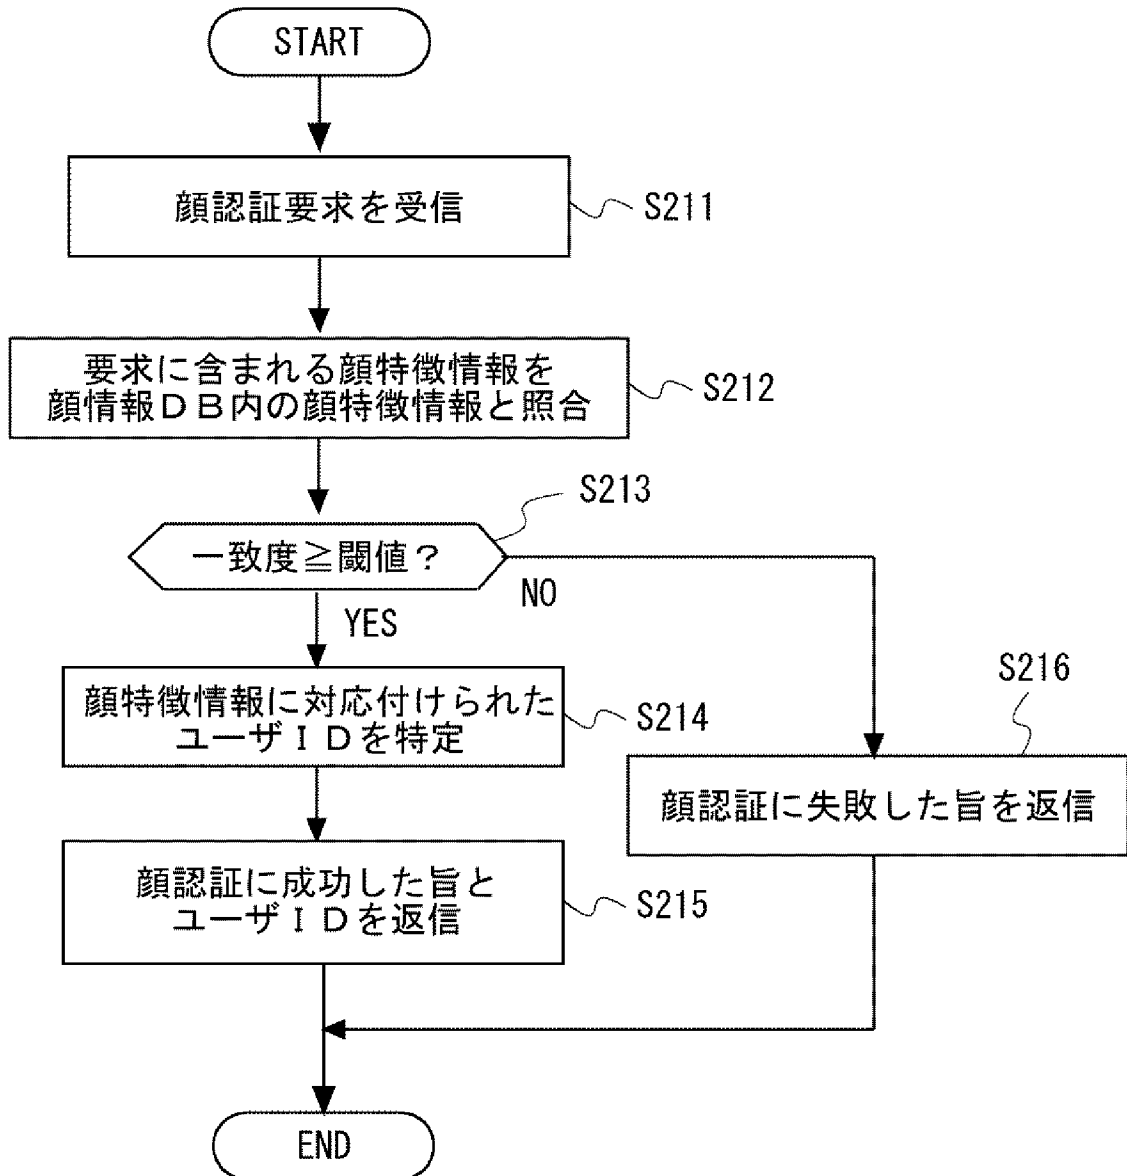 START
顔認証要求を受信
S211
要求に含まれる顔特徴情報を
顔情報ＤＢ内の顔特徴情報と照合
S212
S213
一致度≧閾値？
NO
YES
顔特徴情報に対応付けられた
ユーザＩＤを特定
S214
S216
顔認証に失敗した旨を返信
顔認証に成功した旨と
ユーザＩＤを返信
S215
END